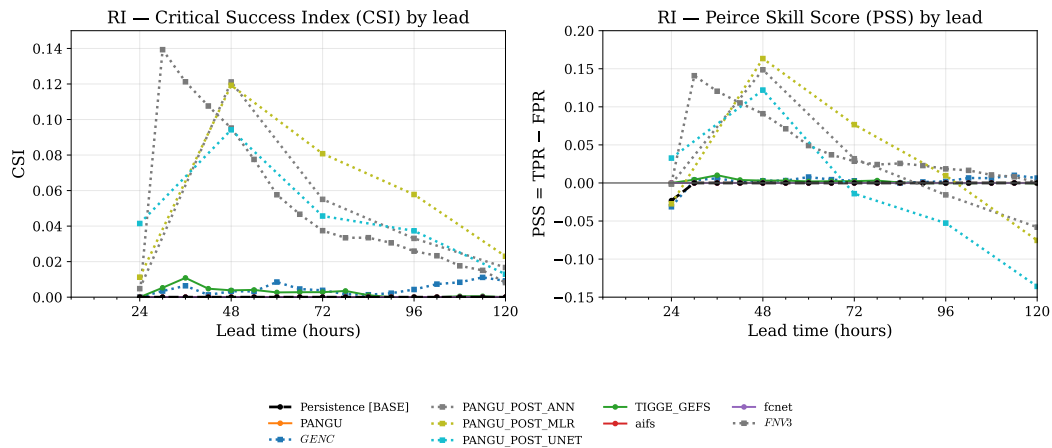 RI — Critical Success Index (CSI) by lead
0.14
0.12
0.10
0.08
0.06
0.04
0.02
0.00
CSI
24 48 72 96 120
Lead time (hours)
RI — Peirce Skill Score (PSS) by lead
0.20
0.15
0.10
0.05
0.00
−0.05
−0.10
−0.15
PSS = TPR − FPR
24 48 72 96 120
Lead time (hours)
Persistence [BASE] PANGU_POST_ANN TIGGE_GEFS fcnet
PANGU PANGU_POST_MLR aifs FNV3
GENC PANGU_POST_UNET